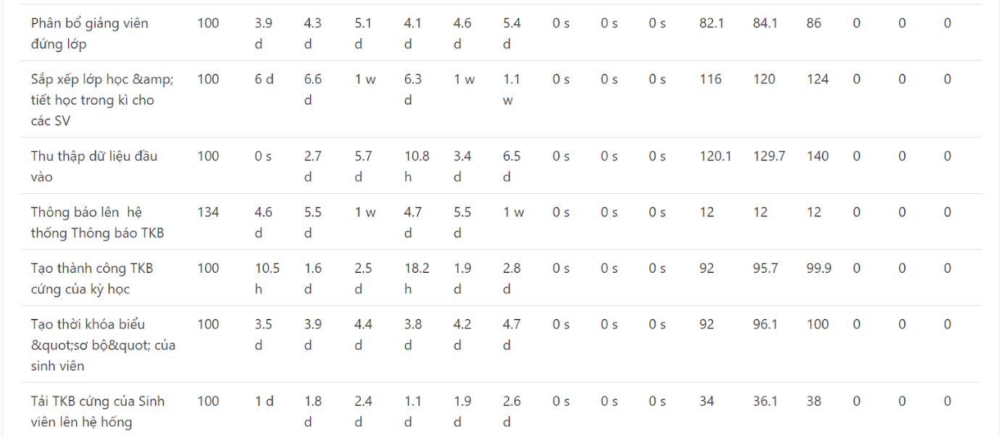 Phân bổ giảng viên 100 3.9 4.3 5.1 4.1 4.6 5.4 0 s 0 s 0 s 82.1 84.1 86 0 0 0
đứng lớp d d d d d d
Sắp xếp lớp học &amp; 100 6 d 6.6 1 w 6.3 1 w 1.1 0 s 0 s 0 s 116 120 124 0 0 0
tiết học trong kì cho d d w
các SV
Thu thập dữ liệu đầu 100 0 s 2.7 5.7 10.8 3.4 6.5 0 s 0 s 0 s 120.1 129.7 140 0 0 0
vào d d h d d
Thông báo lên hệ 134 4.6 5.5 1 w 4.7 5.5 1 w 0 s 0 s 0 s 12 12 12 0 0 0
thống Thông báo TKB d d d d
Tạo thành công TKB 100 10.5 1.6 2.5 18.2 1.9 2.8 0 s 0 s 0 s 92 95.7 99.9 0 0 0
cứng của kỳ học h d d h d d
Tạo thời khóa biểu 100 3.5 3.9 4.4 3.8 4.2 4.7 0 s 0 s 0 s 92 96.1 100 0 0 0
&quot;sơ bộ&quot; của d d d d d d
sinh viên
Tải TKB cứng của Sinh 100 1 d 1.8 2.4 1.1 1.9 2.6 0 s 0 s 0 s 34 36.1 38 0 0 0
viên lên hệ hống d d d d d